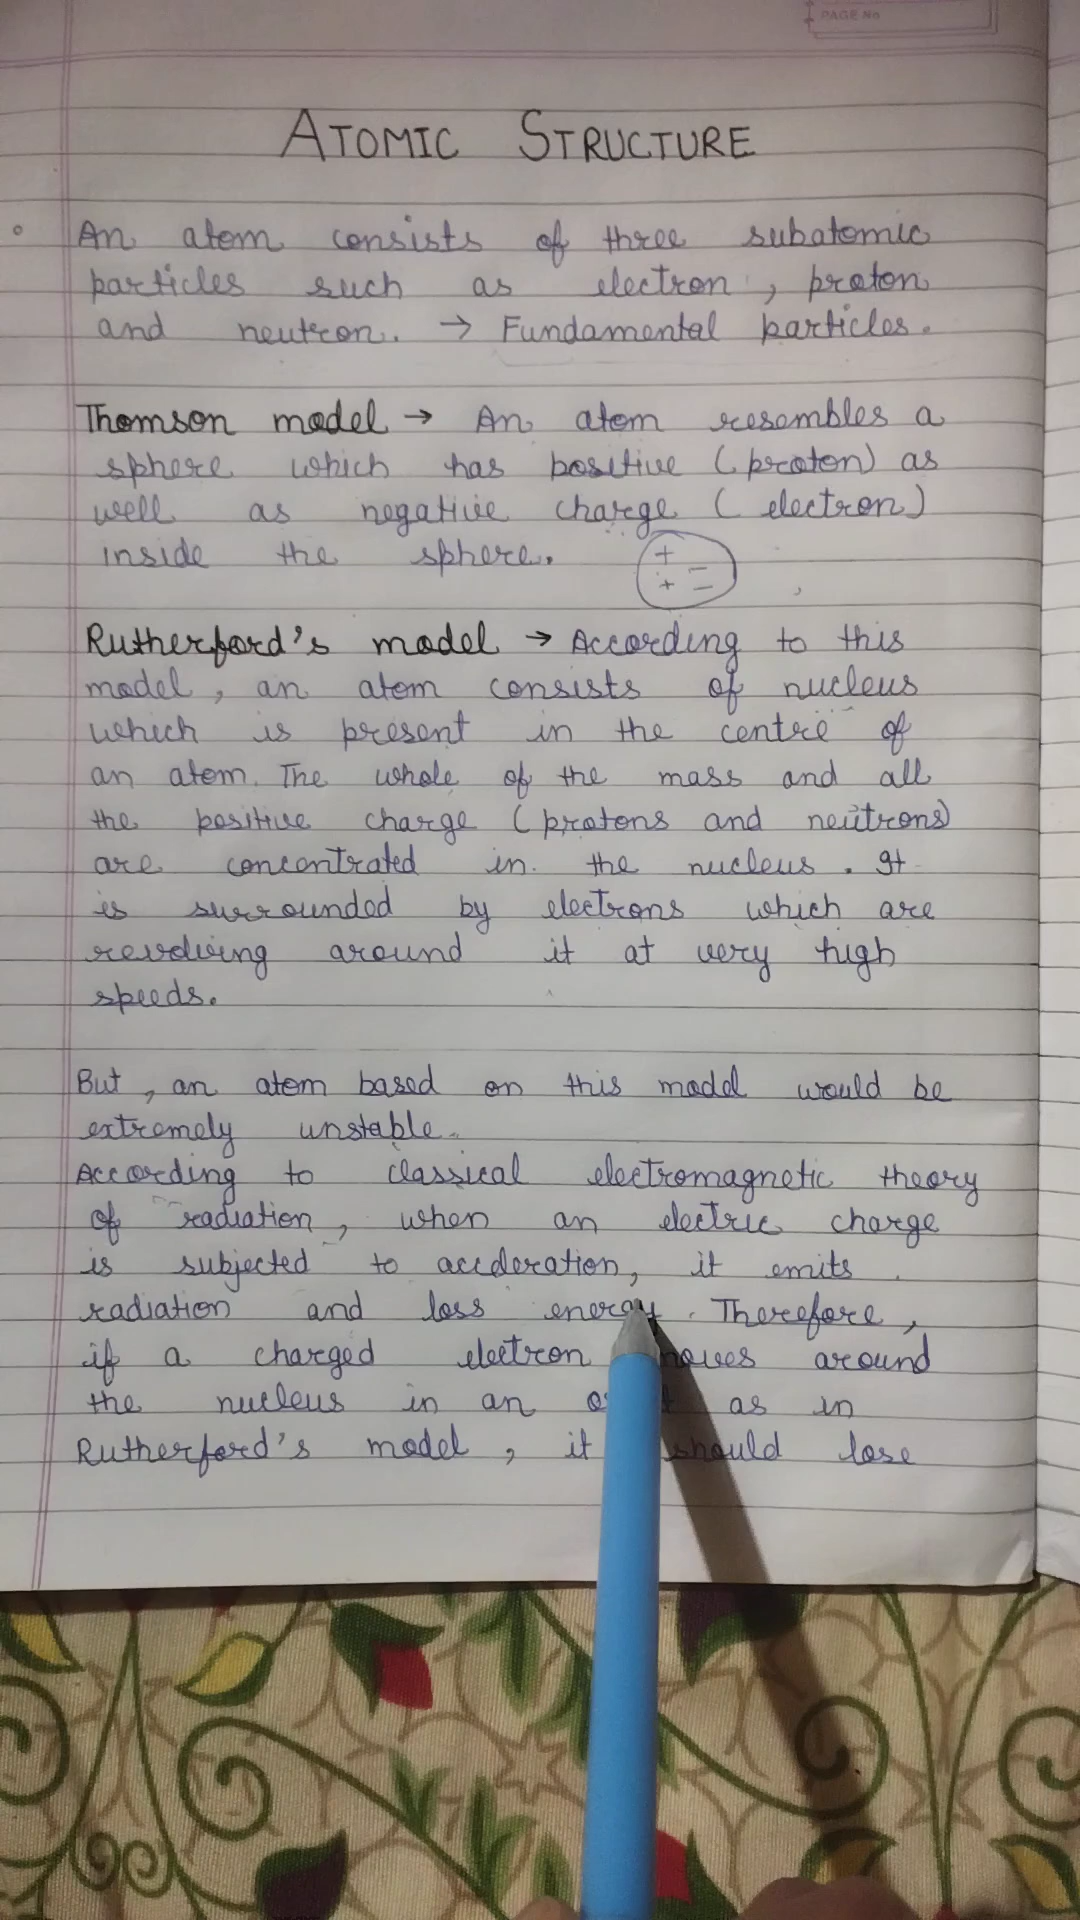 PAGE No
ATOMIC STRUCTURE
An atom consists of three subatomic
particles such as electron, proton
and neutron. → Fundamental particles.
Thomson model → An atom resembles a
sphere which has positive (proton) as
well as negative charge (electron)
inside the sphere.
+ −
+ −
Rutherford's model → According to this
model, an atom consists of nucleus
which is present in the centre of
an atom. The whole of the mass and all
the positive charge (protons and neutrons)
are concentrated in the nucleus. It
is surrounded by electrons which are
revolving around it at very high
speeds.
But, an atom based on this model would be
extremely unstable.
According to classical electromagnetic theory
of radiation, when an electric charge
is subjected to acceleration, it emits
radiation and loss energy. Therefore,
if a charged electron moves around
the nucleus in an as in
Rutherford's model, it should lose